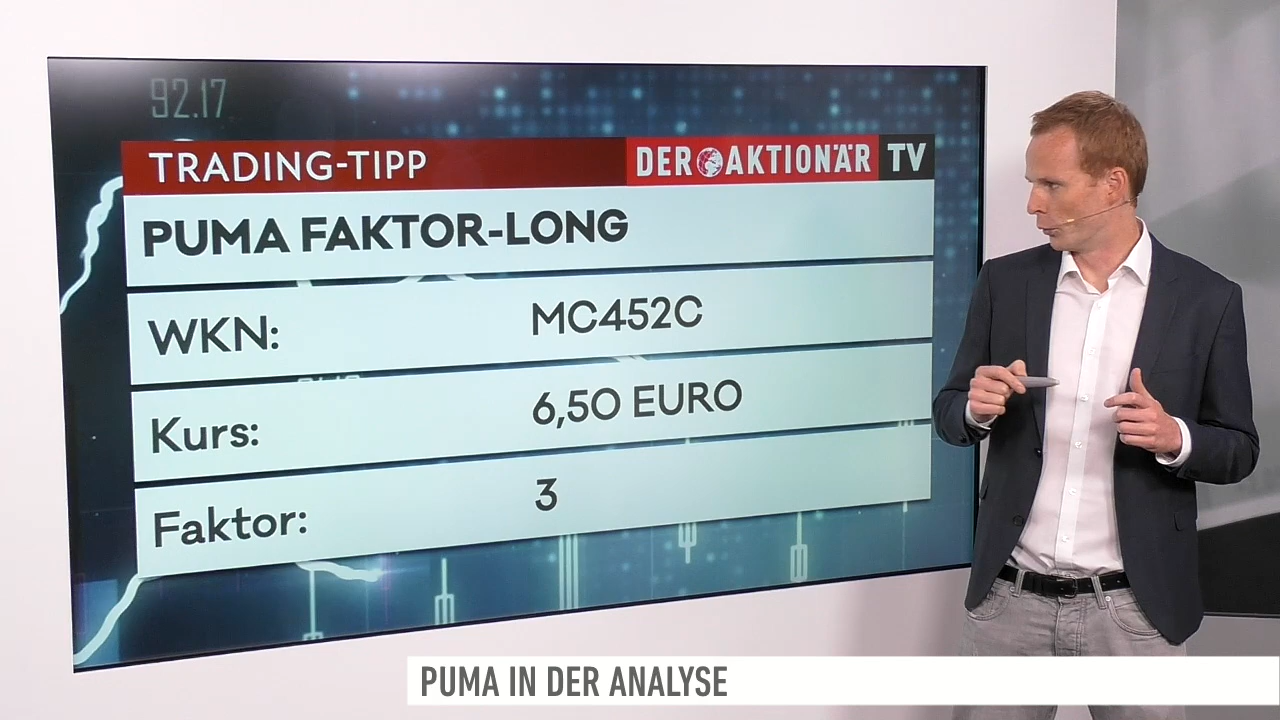 92.17
TRADING-TIPP
DER AKTIONÄR TV
PUMA FAKTOR-LONG
WKN: MC452C
Kurs: 6,50 EURO
Faktor: 3
PUMA IN DER ANALYSE